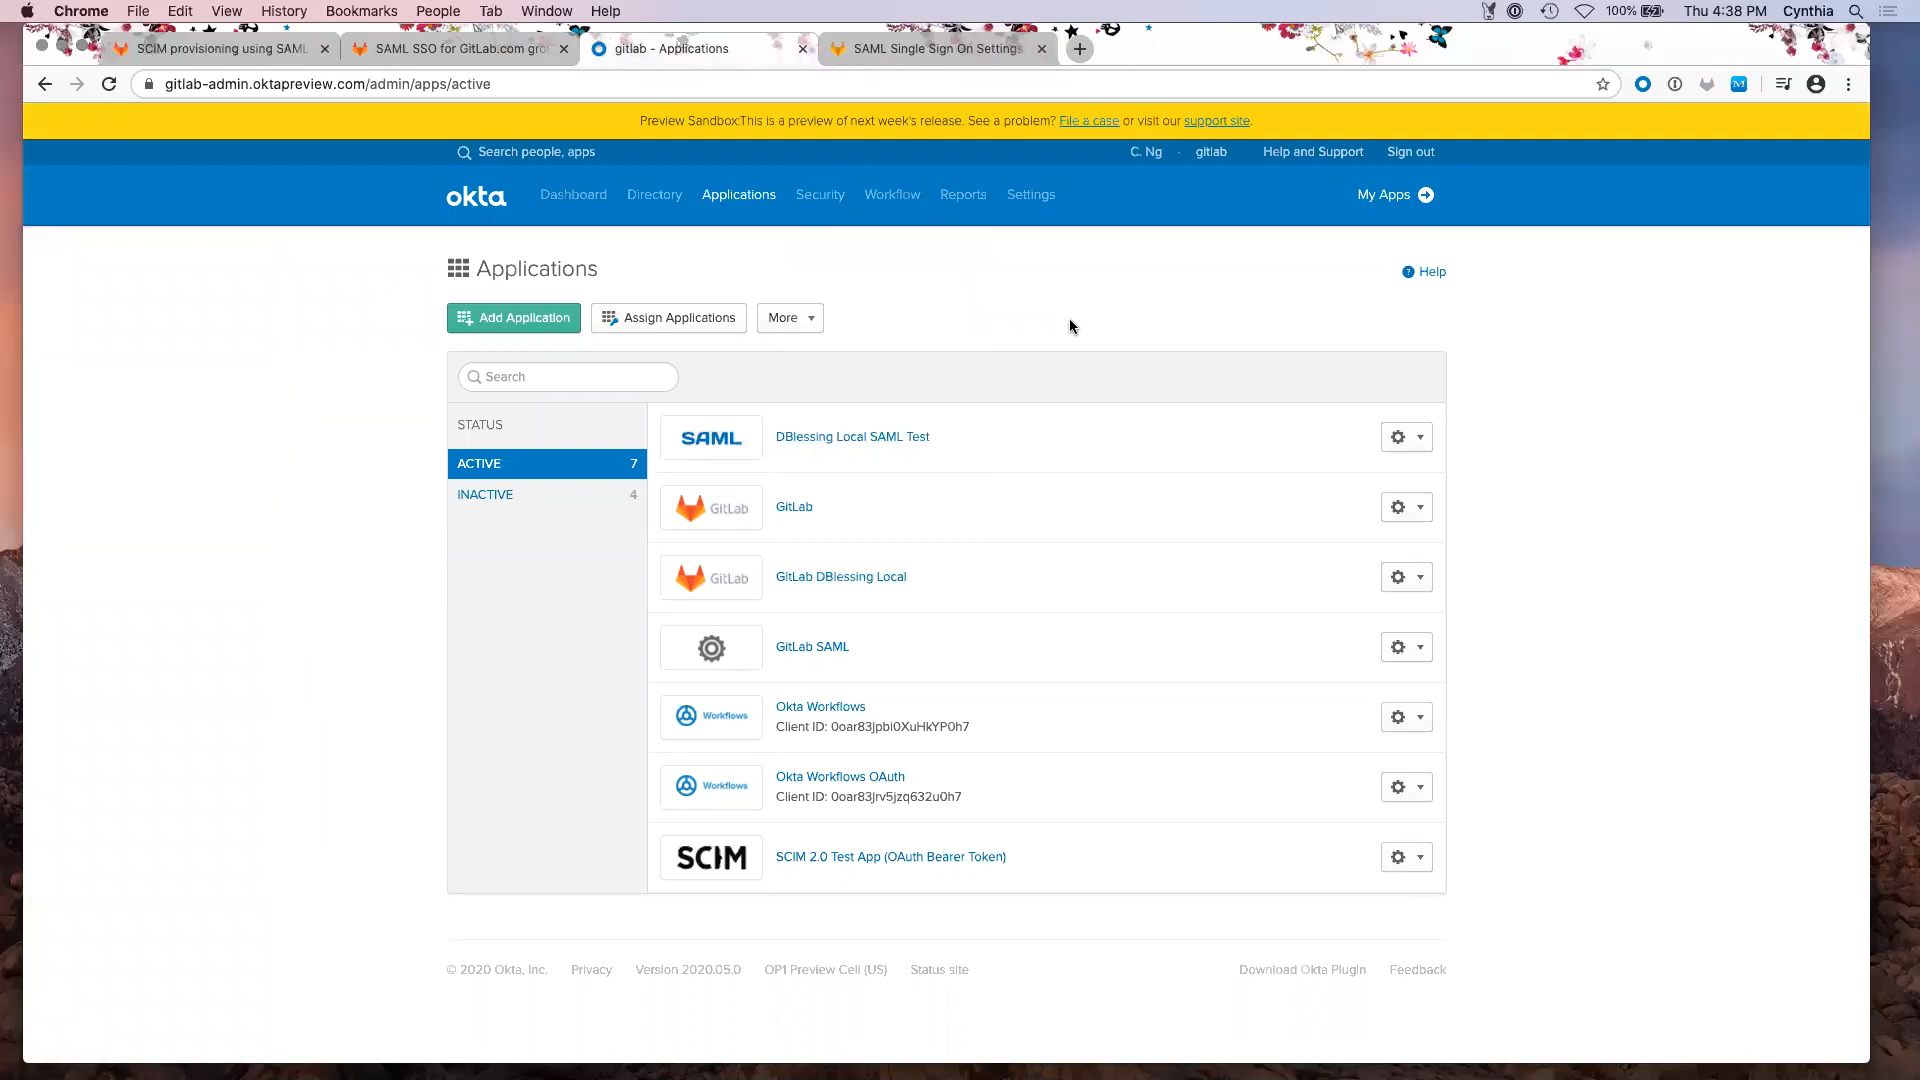 Chrome File Edit View History Bookmarks People Tab Window Help 100% Thu 4:38 PM Cynthia
SCIM provisioning using SAML SAML SSO for GitLab.com gro gitlab - Applications SAML Single Sign On Settings
gitlab-admin.oktapreview.com/admin/apps/active
Preview Sandbox:This is a preview of next week's release. See a problem? File a case or visit our support site.
Search people, apps C. Ng · gitlab Help and Support Sign out
okta Dashboard Directory Applications Security Workflow Reports Settings My Apps
Applications
Help
Add Application Assign Applications More
Search
STATUS
ACTIVE 7
INACTIVE 4
SAML DBlessing Local SAML Test
GitLab GitLab
GitLab GitLab DBlessing Local
GitLab SAML
Workflows Okta Workflows
Client ID: 0oar83jpbi0XuHkYP0h7
Workflows Okta Workflows OAuth
Client ID: 0oar83jrv5jzq632u0h7
SCIM SCIM 2.0 Test App (OAuth Bearer Token)
© 2020 Okta, Inc. Privacy Version 2020.05.0 OP1 Preview Cell (US) Status site Download Okta Plugin Feedback